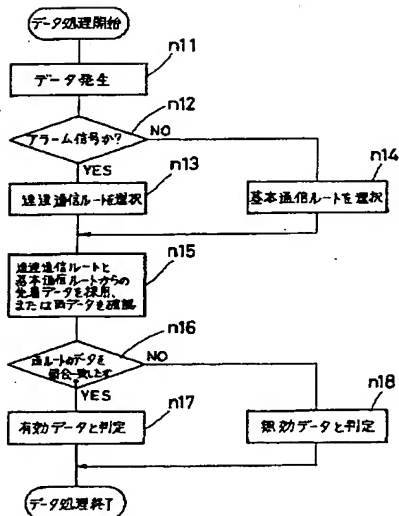 データ処理開始
n11
データ発生
n12
アラーム信号か?
NO
YES
n13
n14
速達通信ルートを選択
基本通信ルートを選択
n15
速達通信ルートと
基本通信ルートからの
先着データを採用、
または両データを確認
n16
両ルートのデータを
照合一致したか?
NO
YES
n17
n18
有効データと判定
無効データと判定
データ処理終了